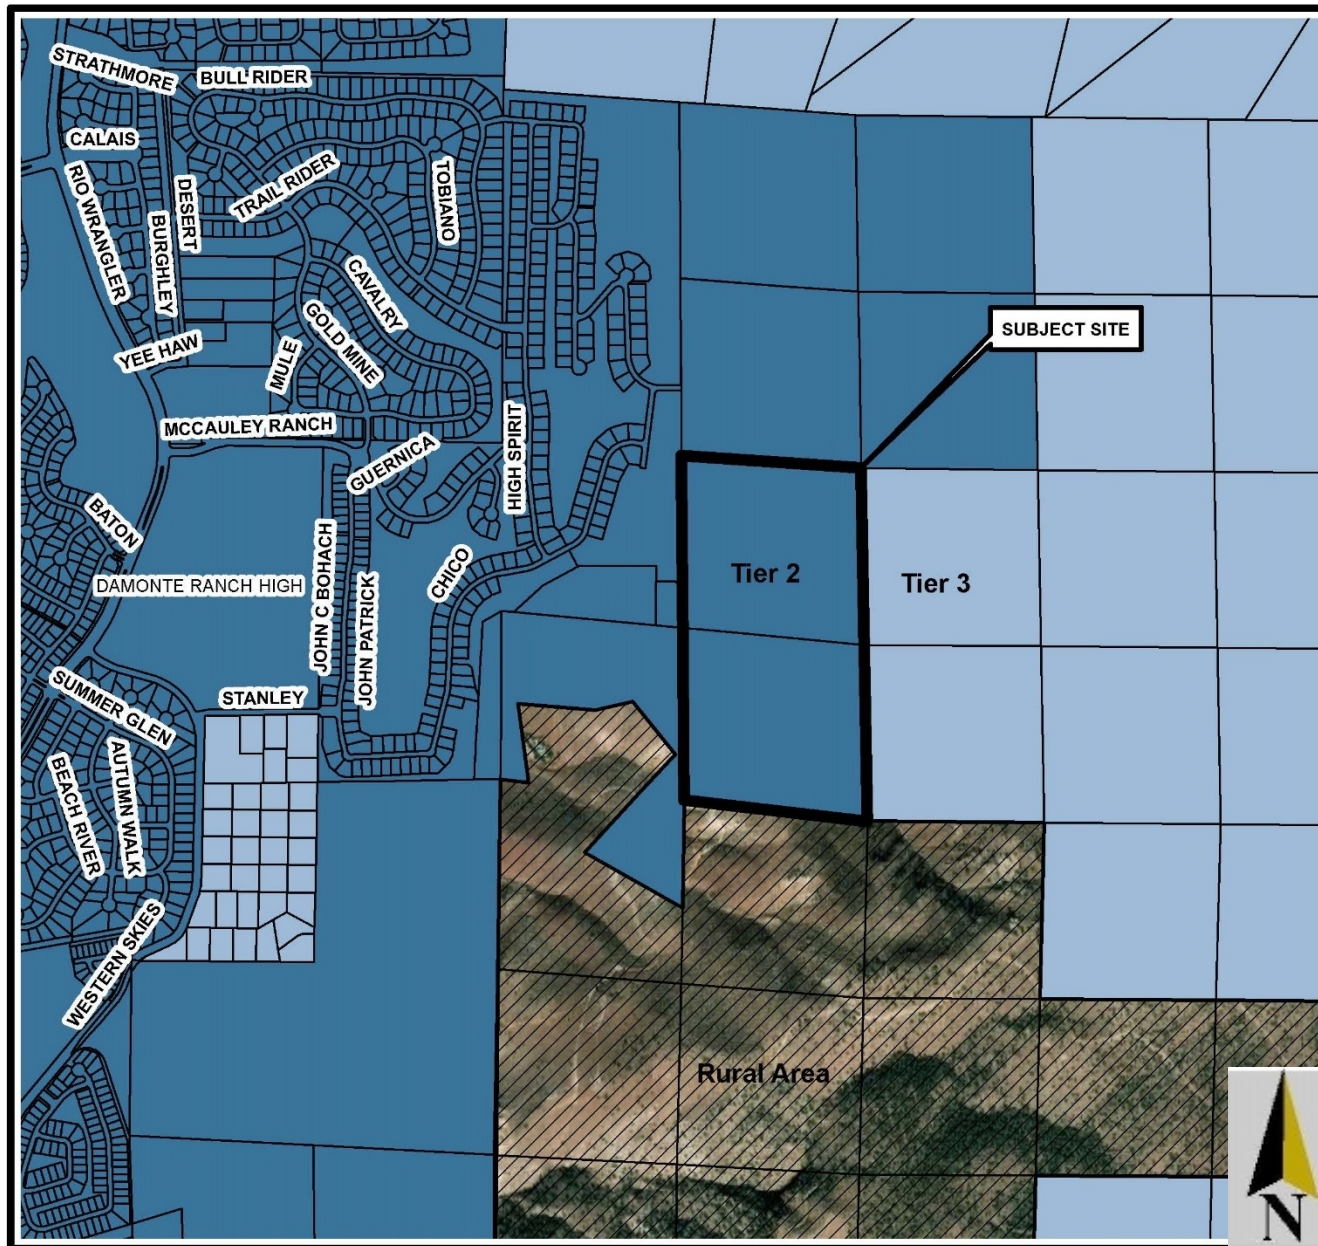 STRATHMORE
BULL RIDER
CALAIS
TRAIL RIDER
TOBIANO
RIO WRANGLER
DESERT
BURGHLEY
CAVALRY
GOLD MINE
SUBJECT SITE
YEE HAW
MULE
MCCAULEY RANCH
GUERNICA
HIGH SPIRIT
BATON
JOHN C BOHACH
CHICO
Tier 2
Tier 3
DAMONTE RANCH HIGH
JOHN PATRICK
SUMMER GLEN
STANLEY
BEACH RIVER
AUTUMN WALK
WESTERN SKIES
Rural Area
N